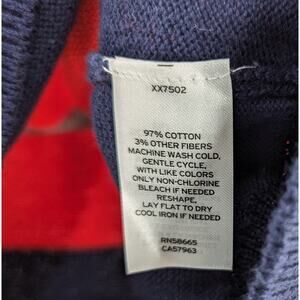 XX7502
97% COTTON
3% OTHER FIBERS
MACHINE WASH COLD,
GENTLE CYCLE,
WITH LIKE COLORS
ONLY NON-CHLORINE
BLEACH IF NEEDED
RESHAPE,
LAY FLAT TO DRY
COOL IRON IF NEEDED
RN58665
CA57963